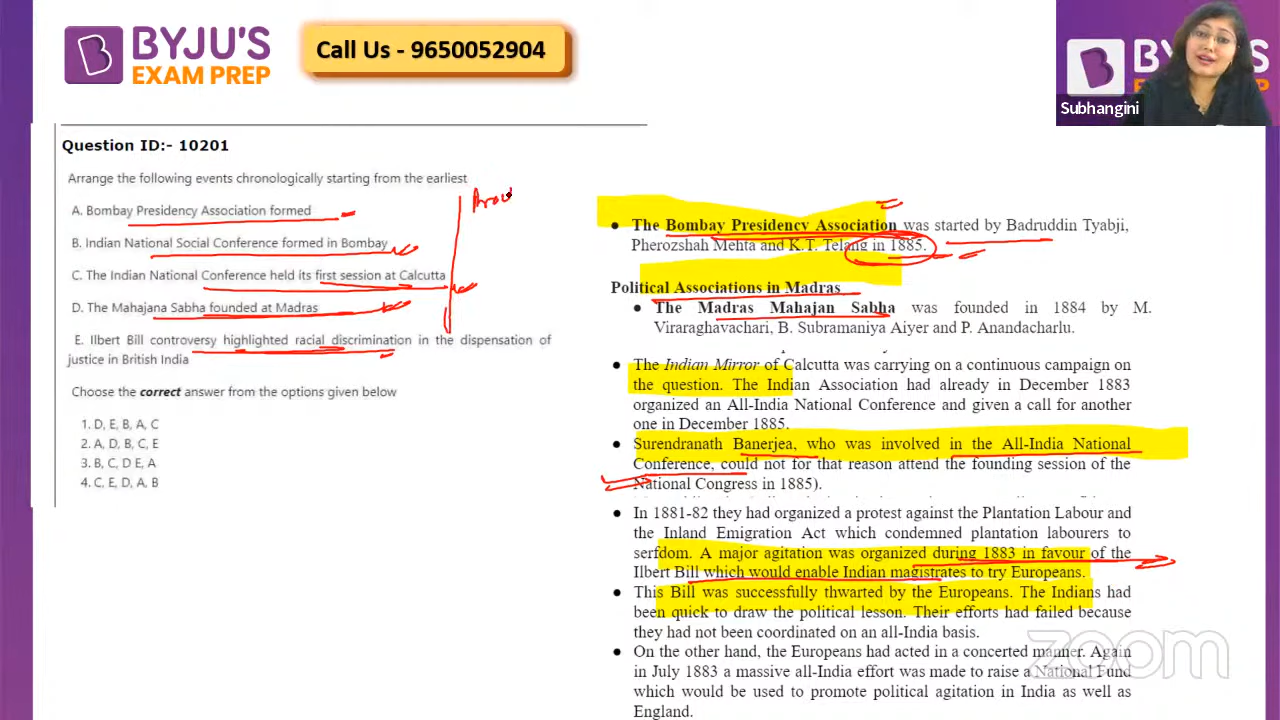 BYJU'S
EXAM PREP
Call Us - 9650052904
BY
Subhangini
Question ID:- 10201
Arrange the following events chronologically starting from the earliest
A. Bombay Presidency Association formed
B. Indian National Social Conference formed in Bombay
C. The Indian National Conference held its first session at Calcutta
D. The Mahajana Sabha founded at Madras
E. Ilbert Bill controversy highlighted racial discrimination in the dispensation of
justice in British India
Choose the correct answer from the options given below
1. D, E, B, A, C
2. A, D, B, C, E
3. B, C, D E, A
4. C, E, D, A, B
• The Bombay Presidency Association was started by Badruddin Tyabji,
Pherozshah Mehta and K.T. Telang in 1885.
Political Associations in Madras
• The Madras Mahajan Sabha was founded in 1884 by M.
Viraraghavachari, B. Subramaniya Aiyer and P. Anandacharlu.
• The Indian Mirror of Calcutta was carrying on a continuous campaign on
the question. The Indian Association had already in December 1883
organized an All-India National Conference and given a call for another
one in December 1885.
• Surendranath Banerjea, who was involved in the All-India National
Conference, could not for that reason attend the founding session of the
National Congress in 1885).
• In 1881-82 they had organized a protest against the Plantation Labour and
the Inland Emigration Act which condemned plantation labourers to
serfdom. A major agitation was organized during 1883 in favour of the
Ilbert Bill which would enable Indian magistrates to try Europeans.
• This Bill was successfully thwarted by the Europeans. The Indians had
been quick to draw the political lesson. Their efforts had failed because
they had not been coordinated on an all-India basis.
• On the other hand, the Europeans had acted in a concerted manner. Again
in July 1883 a massive all-India effort was made to raise a National Fund
which would be used to promote political agitation in India as well as
England.
zoom